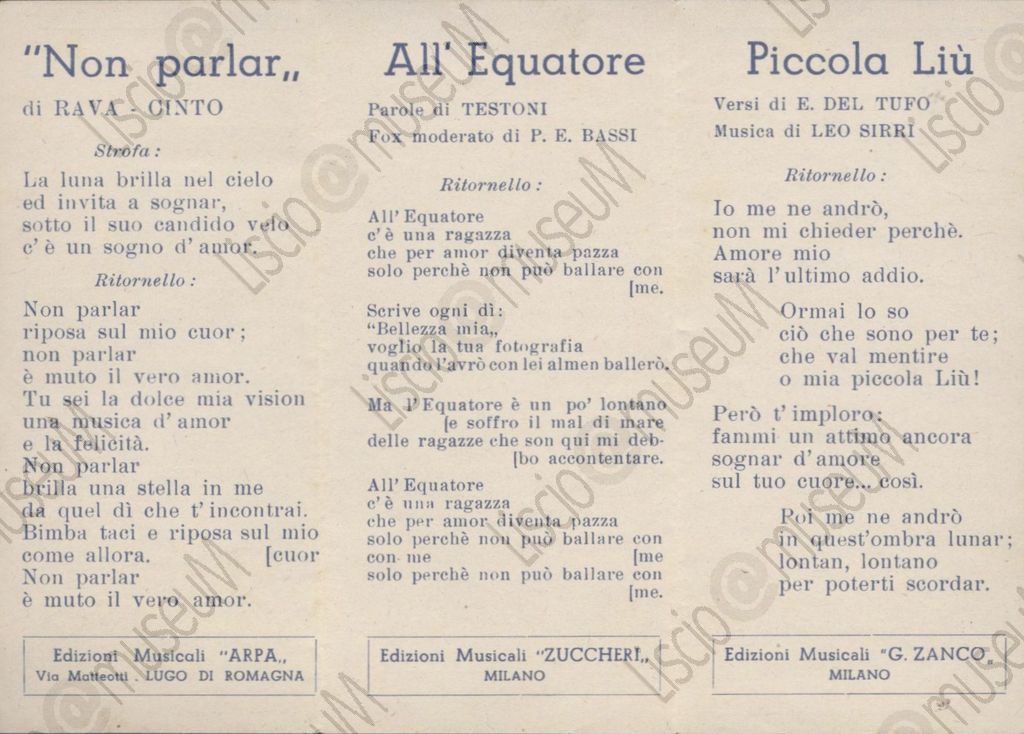 "Non parlar„
di RAVA - CINTO
Strofa :
La luna brilla nel cielo
ed invita a sognar,
sotto il suo candido velo
c'è un sogno d'amor.
Ritornello :
Non parlar
riposa sul mio cuor ;
non parlar
è muto il vero amor.
Tu sei la dolce mia vision
una musica d'amor
e la felicità.
Non parlar
brilla una stella in me
da quel dì che t'incontrai.
Bimba taci e riposa sul mio
come allora. [cuor
Non parlar
è muto il vero amor.
Edizioni Musicali "ARPA„
Via Matteotti . LUGO DI ROMAGNA
All' Equatore
Parole di TESTONI
Fox moderato di P. E. BASSI
Ritornello :
All' Equatore
c'è una ragazza
che per amor diventa pazza
solo perchè non può ballare con
[me.
Scrive ogni dì :
"Bellezza mia„
voglio la tua fotografia
quando l'avrò con lei almen ballerò.
Ma l'Equatore è un po' lontano
[e soffro il mal di mare
delle ragazze che son qui mi deb-
[bo accontentare.
All' Equatore
c'è una ragazza
che per amor diventa pazza
solo perchè non può ballare con
con me [me
solo perchè non può ballare con
[me.
Edizioni Musicali "ZUCCHERI„
MILANO
Piccola Liù
Versi di E. DEL TUFO
Musica di LEO SIRRI
Ritornello :
Io me ne andrò,
non mi chieder perchè.
Amore mio
sarà l'ultimo addio.
Ormai lo so
ciò che sono per te ;
che val mentire
o mia piccola Liù !
Però t'imploro :
fammi un attimo ancora
sognar d'amore
sul tuo cuore... così.
Poi me ne andrò
in quest'ombra lunar ;
lontan, lontano
per poterti scordar.
Edizioni Musicali "G. ZANCO„
MILANO
Liscio@museuM